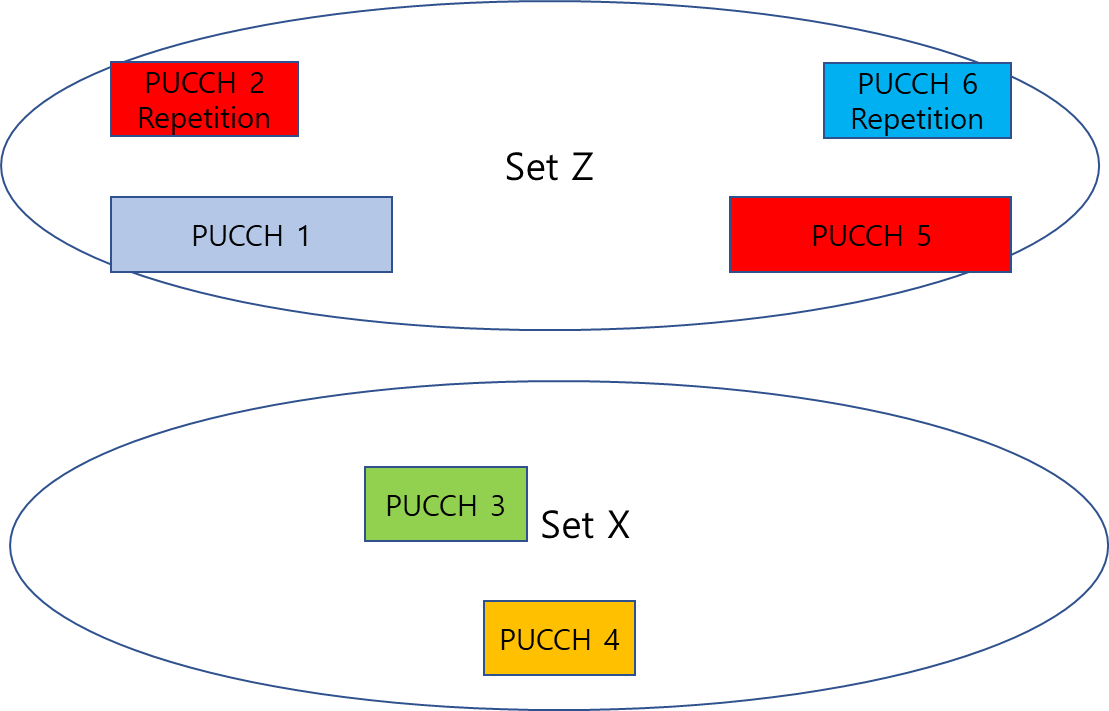 PUCCH 2
Repetition
PUCCH 6
Repetition
Set Z
PUCCH 1
PUCCH 5
PUCCH 3
Set X
PUCCH 4